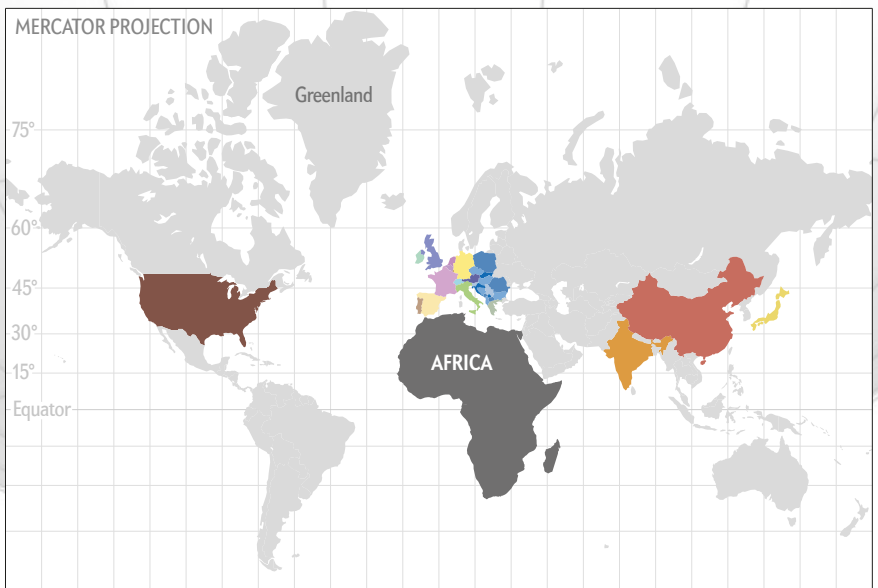 MERCATOR PROJECTION
Greenland
75°
60°
45°
30°
AFRICA
15°
Equator